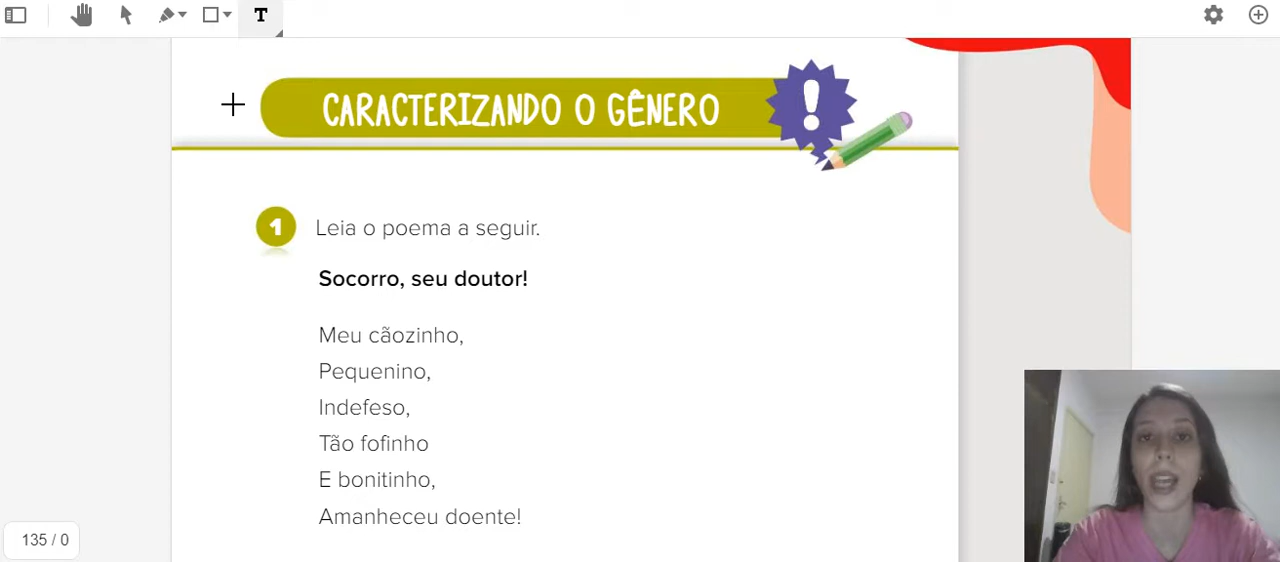 T
CARACTERIZANDO O GÊNERO
!
1 Leia o poema a seguir.
Socorro, seu doutor!
Meu cãozinho,
Pequenino,
Indefeso,
Tão fofinho
E bonitinho,
Amanheceu doente!
135 / 0